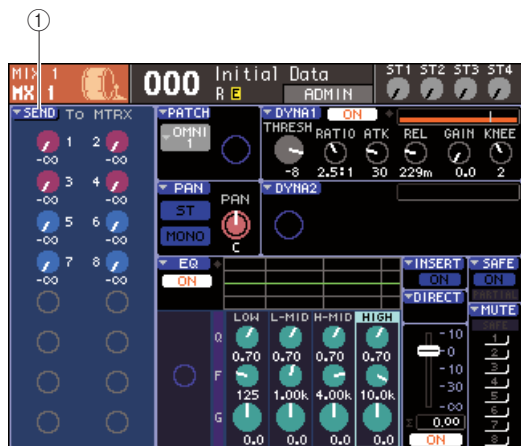 ①
MIX 1
MX 1
000
Initial Data
R E
ADMIN
ST1 ST2 ST3 ST4
SEND To MTRX
1 2
-∞ -∞
3 4
-∞ -∞
5 6
-∞ -∞
7 8
-∞ -∞
PATCH
OMNI
1
DYNA1 ON
THRESH RATIO ATK REL GAIN KNEE
-8 2.5:1 30 229m 0.0 2
PAN
ST
MONO
PAN
C
DYNA2
EQ
ON
LOW L-MID H-MID HIGH
Q
0.70 0.70 0.70 0.70
F
125 1.00k 4.00k 10.0k
G
0.0 0.0 0.0 0.0
INSERT
ON
DIRECT
10
0
-10
-30
-∞
Σ 0.00
ON
SAFE
ON
PARTIAL
MUTE
SAFE
1
2
3
4
5
6
7
8